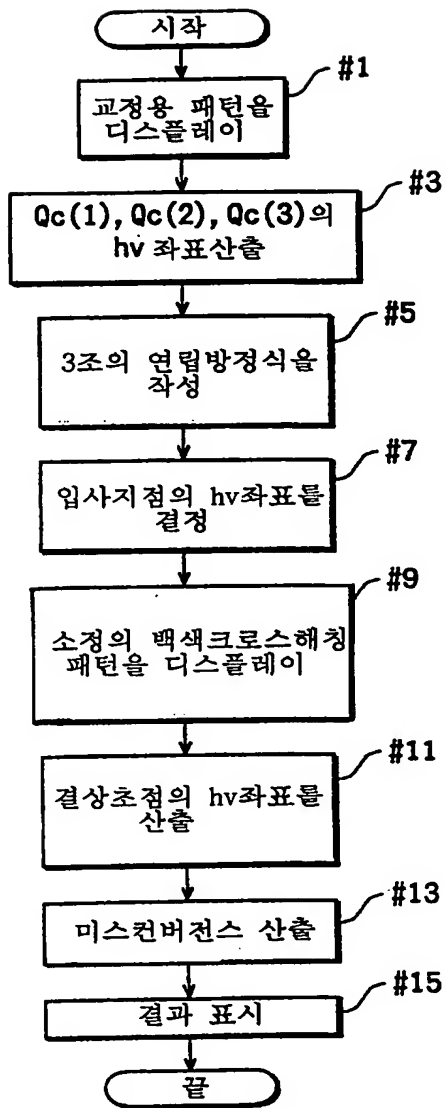 시작
#1
교정용 패턴을
디스플레이
#3
Qc(1), Qc(2), Qc(3)의
hv 좌표산출
#5
3조의 연립방정식을
작성
#7
입사지점의 hv좌표를
결정
#9
소정의 백색크로스해칭
패턴을 디스플레이
#11
결상초점의 hv좌표를
산출
#13
미스컨버전스 산출
#15
결과 표시
끝